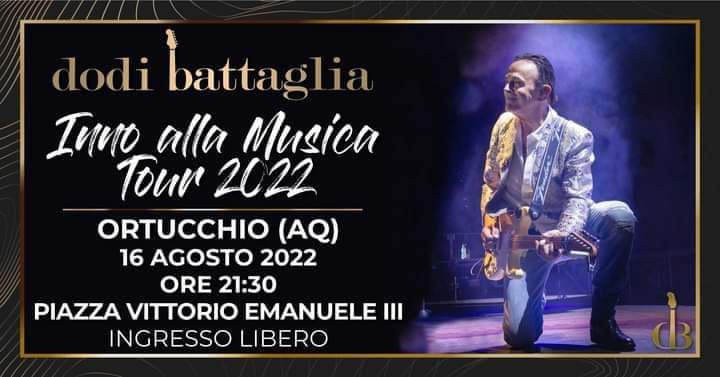 dodi battaglia
Inno alla Musica
Tour 2022
ORTUCCHIO (AQ)
16 AGOSTO 2022
ORE 21:30
PIAZZA VITTORIO EMANUELE III
INGRESSO LIBERO
dB